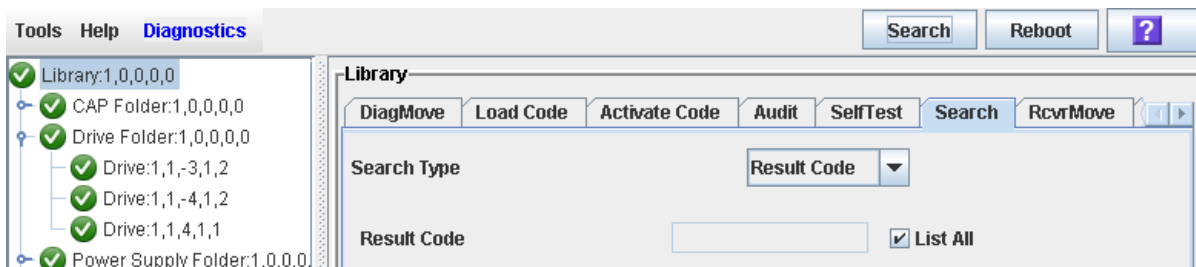 Tools Help Diagnostics Search Reboot ?
Library:1,0,0,0,0
CAP Folder:1,0,0,0,0
Drive Folder:1,0,0,0,0
Drive:1,1,-3,1,2
Drive:1,1,-4,1,2
Drive:1,1,4,1,1
Power Supply Folder:1,0,0,0,
Library
DiagMove Load Code Activate Code Audit SelfTest Search RcvrMove
Search Type Result Code
Result Code List All